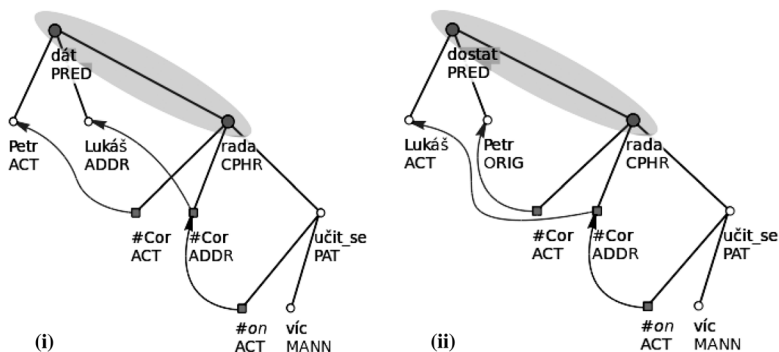 dát
PRED
Petr
ACT
Lukáš
ADDR
rada
CPHR
#Cor
ACT
#Cor
ADDR
učit_se
PAT
#on
ACT
víc
MANN
(i)
dostat
PRED
Lukáš
ACT
Petr
ORIG
rada
CPHR
#Cor
ACT
#Cor
ADDR
učit_se
PAT
#on
ACT
víc
MANN
(ii)